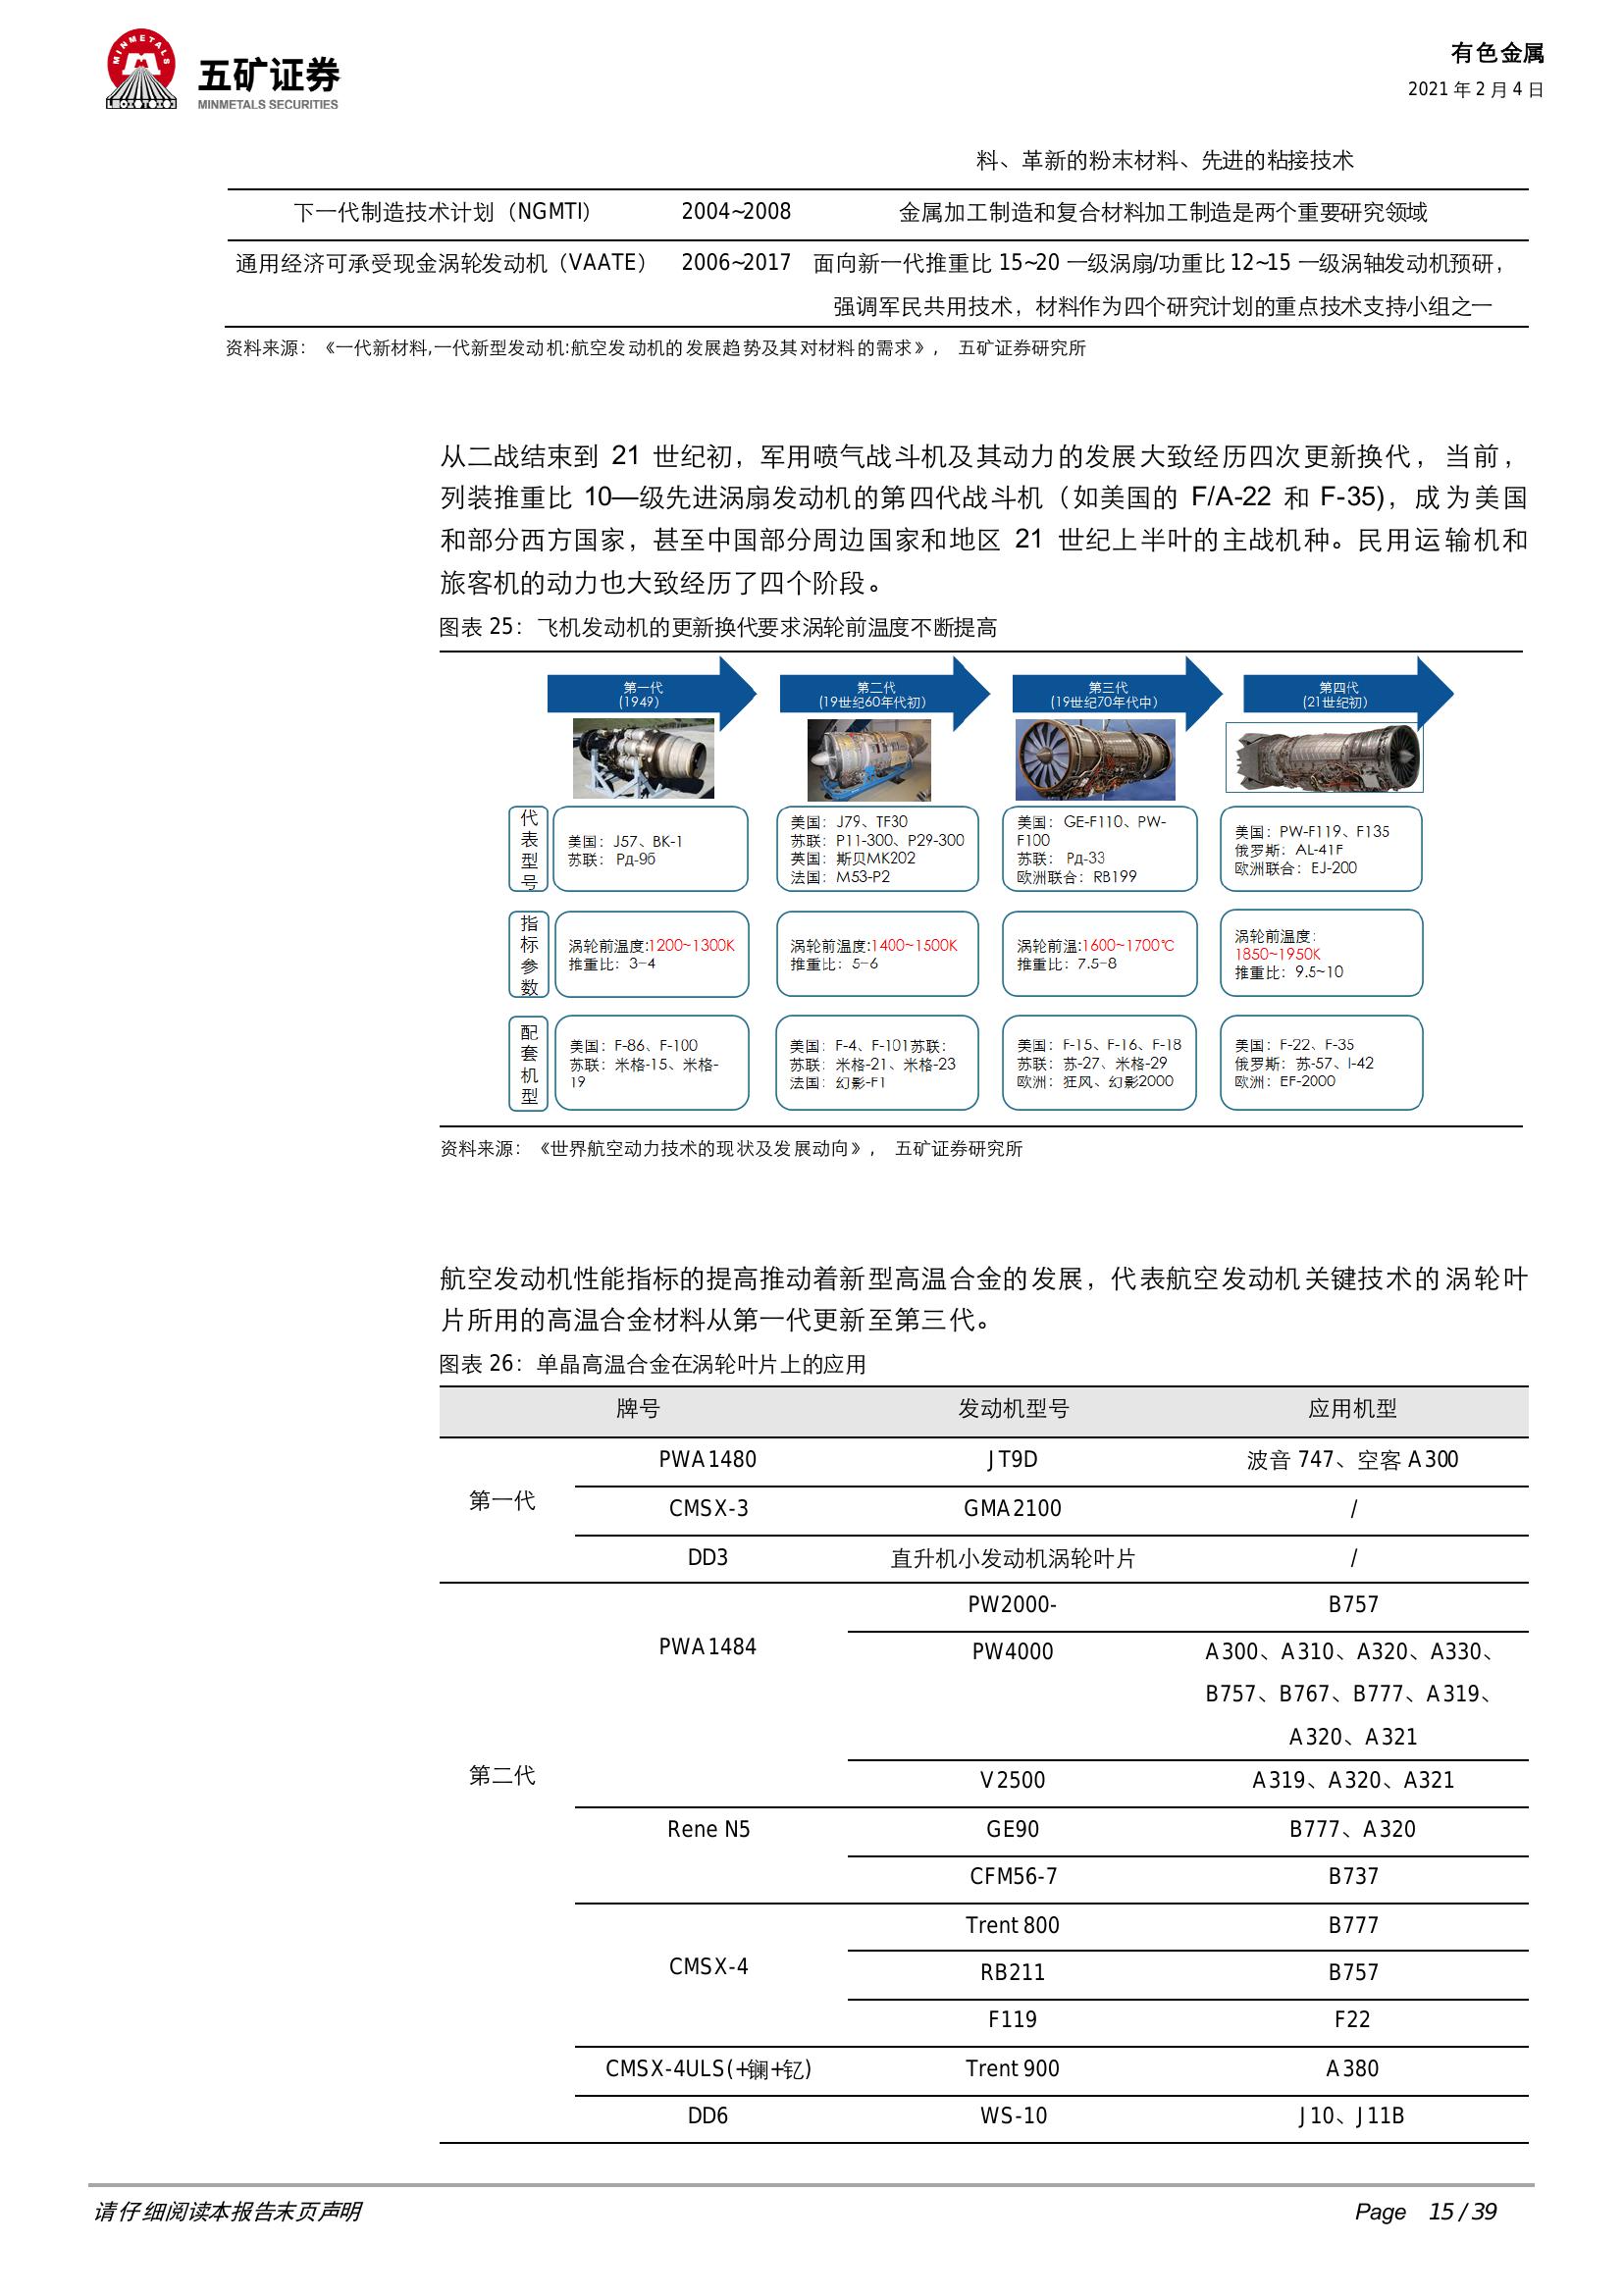 MINMETALS
五矿证券
MINMETALS SECURITIES
有色金属
2021 年 2 月 4 日
料、革新的粉末材料、先进的粘接技术
下一代制造技术计划（NGMTI） 2004~2008 金属加工制造和复合材料加工制造是两个重要研究领域
通用经济可承受现金涡轮发动机（VAATE） 2006~2017 面向新一代推重比 15~20 一级涡扇/功重比 12~15 一级涡轴发动机预研，
强调军民共用技术，材料作为四个研究计划的重点技术支持小组之一
资料来源：《一代新材料,一代新型发动机:航空发动机的发展趋势及其对材料的需求》， 五矿证券研究所
从二战结束到 21 世纪初，军用喷气战斗机及其动力的发展大致经历四次更新换代，当前，
列装推重比 10—级先进涡扇发动机的第四代战斗机（如美国的 F/A-22 和 F-35)，成为美国
和部分西方国家，甚至中国部分周边国家和地区 21 世纪上半叶的主战机种。民用运输机和
旅客机的动力也大致经历了四个阶段。
图表 25：飞机发动机的更新换代要求涡轮前温度不断提高
第一代
(1949）
第二代
(19世纪60年代初）
第三代
(19世纪70年代中）
第四代
(21世纪初）
代表型号
美国：J57、BK-1
苏联： Рд-9б
美国：J79、TF30
苏联：P11-300、P29-300
英国：斯贝MK202
法国：M53-P2
美国：GE-F110、PW-
F100
苏联： Рд-33
欧洲联合：RB199
美国：PW-F119、F135
俄罗斯：AL-41F
欧洲联合：EJ-200
指标参数
涡轮前温度:1200~1300K
推重比：3-4
涡轮前温度:1400~1500K
推重比：5-6
涡轮前温:1600~1700℃
推重比：7.5-8
涡轮前温度：
1850~1950K
推重比：9.5~10
配套机型
美国：F-86、F-100
苏联：米格-15、米格-
19
美国：F-4、F-101苏联：
苏联：米格-21、米格-23
法国：幻影-F1
美国：F-15、F-16、F-18
苏联：苏-27、米格-29
欧洲：狂风、幻影2000
美国：F-22、F-35
俄罗斯：苏-57、I-42
欧洲：EF-2000
资料来源：《世界航空动力技术的现状及发展动向》， 五矿证券研究所
航空发动机性能指标的提高推动着新型高温合金的发展，代表航空发动机关键技术的涡轮叶
片所用的高温合金材料从第一代更新至第三代。
图表 26：单晶高温合金在涡轮叶片上的应用
牌号 发动机型号 应用机型
第一代
PWA1480 JT9D 波音 747、空客 A300
CMSX-3 GMA2100 /
DD3 直升机小发动机涡轮叶片 /
第二代
PWA1484
PW2000- B757
PW4000 A300、A310、A320、A330、
B757、B767、B777、A319、
A320、A321
V2500 A319、A320、A321
Rene N5 GE90 B777、A320
CFM56-7 B737
CMSX-4
Trent 800 B777
RB211 B757
F119 F22
CMSX-4ULS(+镧+钇) Trent 900 A380
DD6 WS-10 J10、J11B
请仔细阅读本报告末页声明
Page 15 / 39